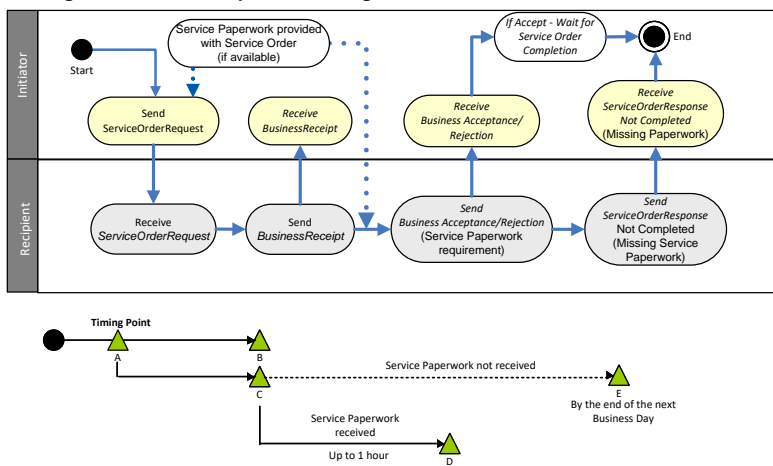 Initiator
Start
Service Paperwork provided
with Service Order
(if available)
If Accept - Wait for
Service Order
Completion
End
Send
ServiceOrderRequest
Receive
BusinessReceipt
Receive
Business Acceptance/
Rejection
Receive
ServiceOrderResponse
Not Completed
(Missing Paperwork)
Recipient
Receive
ServiceOrderRequest
Send
BusinessReceipt
Send
Business Acceptance/Rejection
(Service Paperwork
requirement)
Send
ServiceOrderResponse
Not Completed
(Missing Service
Paperwork)
Timing Point
A
B
Service Paperwork not received
C
E
By the end of the next
Business Day
Service Paperwork
received
Up to 1 hour
D